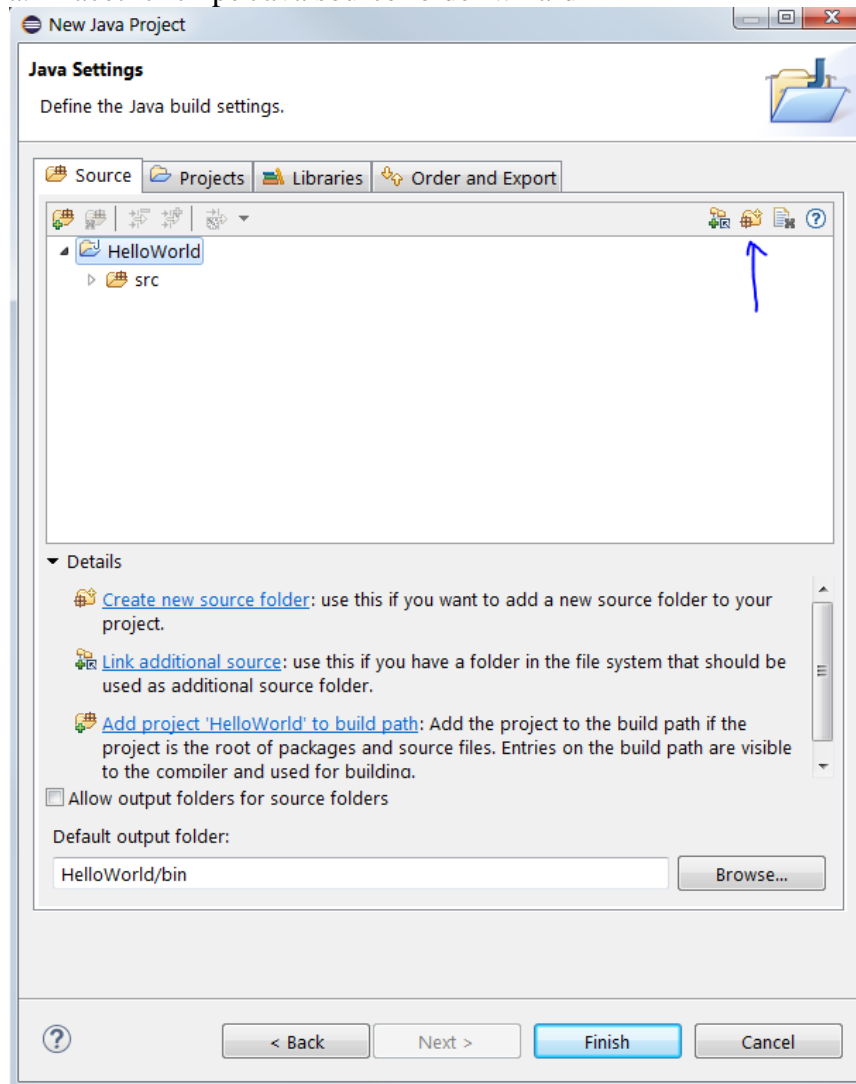 New Java Project
Java Settings
Define the Java build settings.
Source
Projects
Libraries
Order and Export
HelloWorld
src
Details
Create new source folder: use this if you want to add a new source folder to your
project.
Link additional source: use this if you have a folder in the file system that should be
used as additional source folder.
Add project 'HelloWorld' to build path: Add the project to the build path if the
project is the root of packages and source files. Entries on the build path are visible
to the compiler and used for building.
Allow output folders for source folders
Default output folder:
HelloWorld/bin
Browse...
< Back
Next >
Finish
Cancel